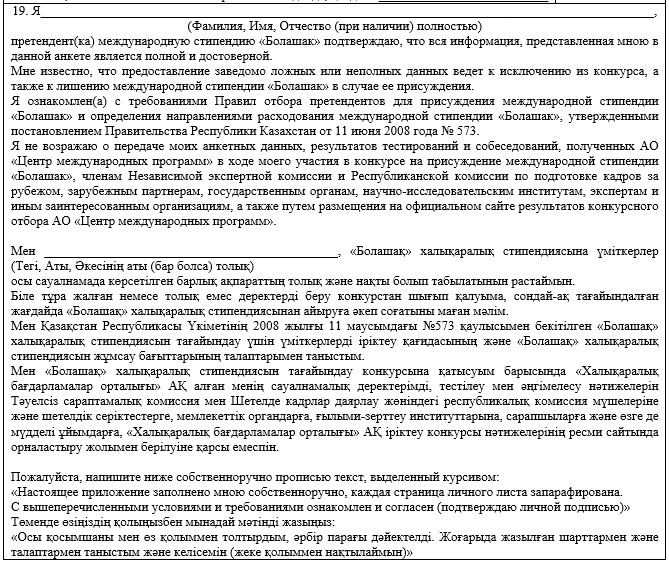 19. Я___________________________________________________________________________________________,
(Фамилия, Имя, Отчество (при наличии) полностью)
претендент(ка) международную стипендию «Болашак» подтверждаю, что вся информация, представленная мною в
данной анкете является полной и достоверной.
Мне известно, что предоставление заведомо ложных или неполных данных ведет к исключению из конкурса, а
также к лишению международной стипендии «Болашак» в случае ее присуждения.
Я ознакомлен(а) с требованиями Правил отбора претендентов для присуждения международной стипендии
«Болашак» и определения направлениями расходования международной стипендии «Болашак», утвержденными
постановлением Правительства Республики Казахстан от 11 июня 2008 года № 573.
Я не возражаю о передаче моих анкетных данных, результатов тестирований и собеседований, полученных АО
«Центр международных программ» в ходе моего участия в конкурсе на присуждение международной стипендии
«Болашак», членам Независимой экспертной комиссии и Республиканской комиссии по подготовке кадров за
рубежом, зарубежным партнерам, государственным органам, научно-исследовательским институтам, экспертам и
иным заинтересованным организациям, а также путем размещения на официальном сайте результатов конкурсного
отбора АО «Центр международных программ».
Мен _______________________________________________, «Болашақ» халықаралық стипендиясына үміткерлер
(Тегі, Аты, Әкесінің аты (бар болса) толық)
осы сауалнамада көрсетілген барлық ақпараттың толық және нақты болып табылатынын растаймын.
Біле тұра жалған немесе толық емес деректерді беру конкурстан шығып қалуыма, сондай-ақ тағайындалған
жағдайда «Болашақ» халықаралық стипендиясынан айыруға әкеп соғатыны маған мәлім.
Мен Қазақстан Республикасы Үкіметінің 2008 жылғы 11 маусымдағы №573 қаулысымен бекітілген «Болашақ»
халықаралық стипендиясын тағайындау үшін үміткерлерді іріктеу қағидасының және «Болашақ» халықаралық
стипендиясын жұмсау бағыттарының талаптарымен таныстым.
Мен «Болашақ» халықаралық стипендиясын тағайындау конкурсына қатысуым барысында «Халықаралық
бағдарламалар орталығы» АҚ алған менің сауалнамалық деректерімді, тестілеу мен әңгімелесу нәтижелерін
Тәуелсіз сараптамалық комиссия мен Шетелде кадрлар даярлау жөніндегі республикалық комиссия мүшелеріне
және шетелдік серіктестерге, мемлекеттік органдарға, ғылыми-зерттеу институттарына, сарапшыларға және өзге де
мүдделі ұйымдарға, «Халықаралық бағдарламалар орталығы» АҚ іріктеу конкурсы нәтижелерінің ресми сайтында
орналастыру жолымен берілуіне қарсы емеспін.
Пожалуйста, напишите ниже собственноручно прописью текст, выделенный курсивом:
«Настоящее приложение заполнено мною собственноручно, каждая страница личного листа запарафирована.
С вышеперечисленными условиями и требованиями ознакомлен и согласен (подтверждаю личной подписью)»
Төменде өзіңіздің қолыңызбен мынадай мәтінді жазыңыз:
«Осы қосымшаны мен өз қолыммен толтырдым, әрбір парағы дәйектелді. Жоғарыда жазылған шарттармен және
талаптармен таныстым және келісемін (жеке қолыммен нақтылаймын)»